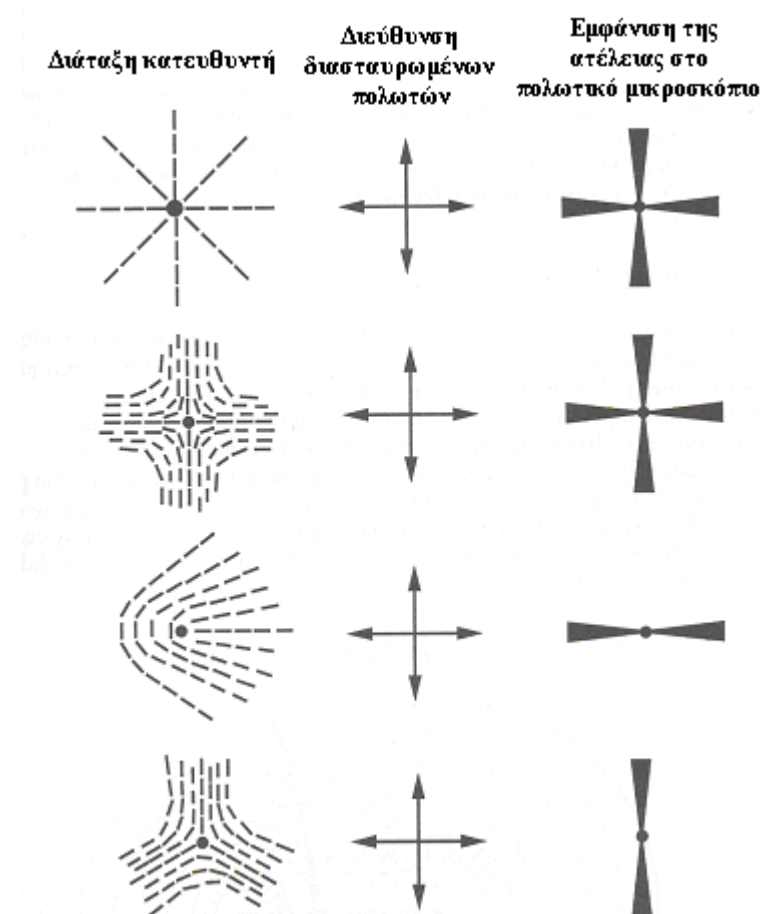 Διάταξη κατευθυντή
Διεύθυνση
διασταυρωμένων
πολωτών
Εμφάνιση της
ατέλειας στο
πολωτικό μικροσκόπιο